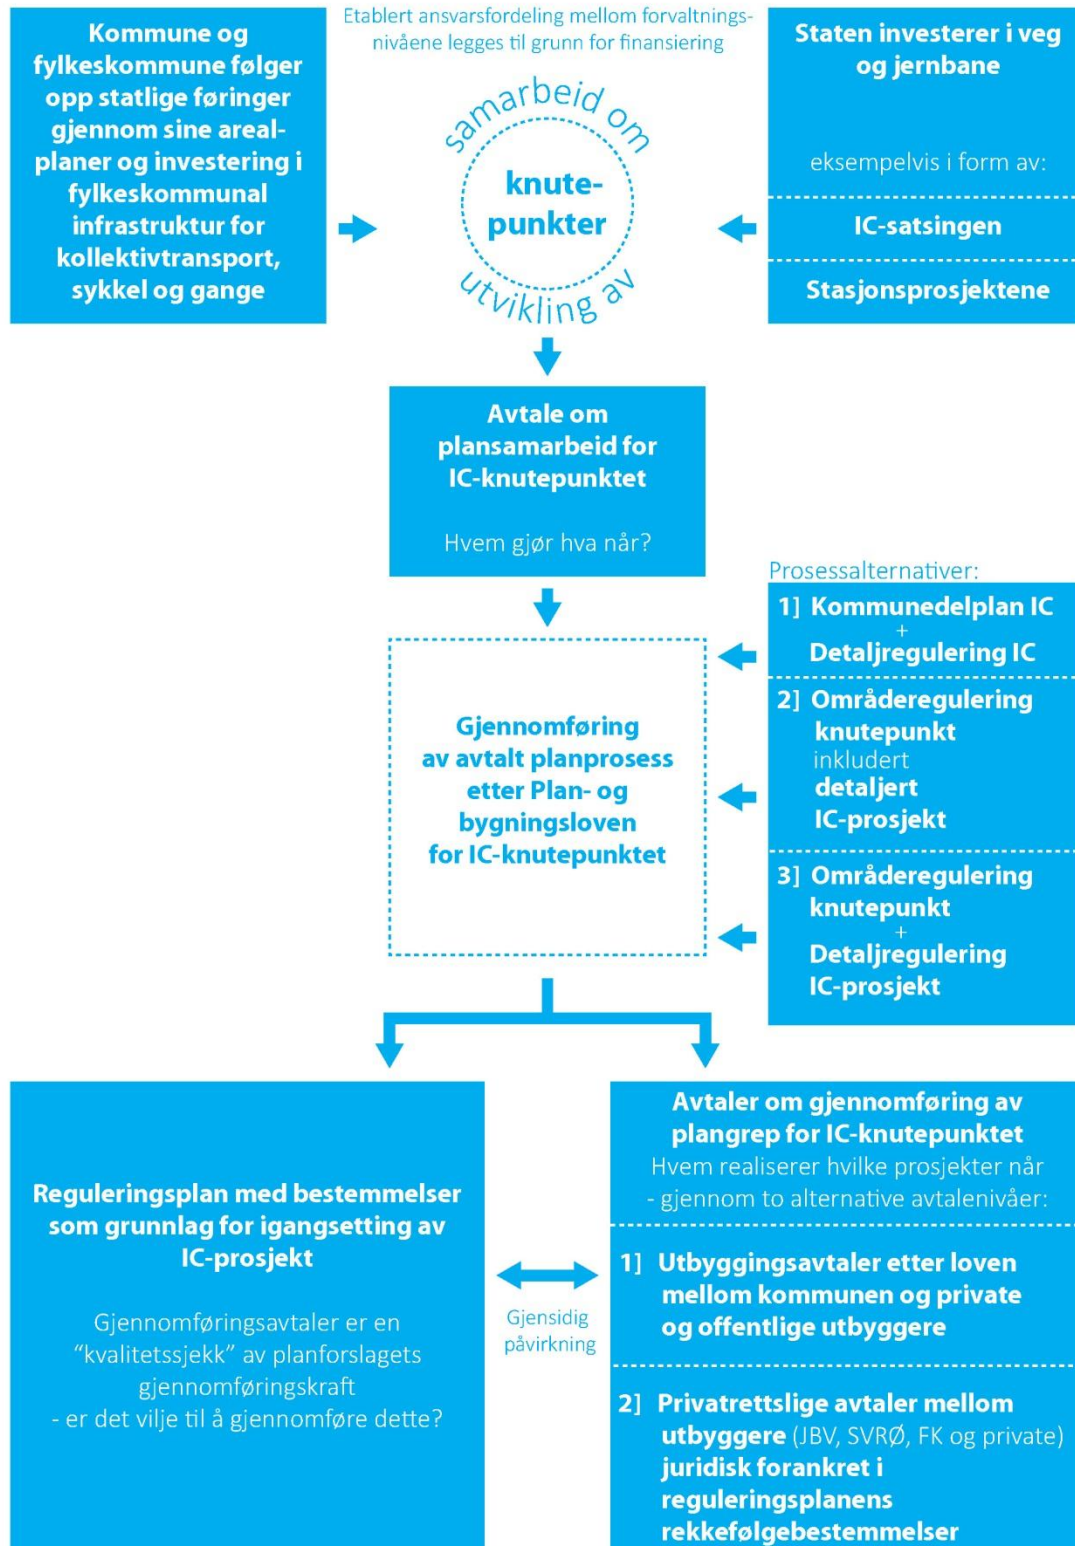 Kommune og
fylkeskommune følger
opp statlige føringer
gjennom sine areal-
planer og investering i
fylkeskommunal
infrastruktur for
kollektivtransport,
sykkel og gange
Etablert ansvarsfordeling mellom forvaltnings-
nivåene legges til grunn for finansiering
samarbeid om
utvikling av
knute-
punkter
Staten investerer i veg
og jernbane
eksempelvis i form av:
IC-satsingen
Stasjonsprosjektene
Avtale om
plansamarbeid for
IC-knutepunktet
Hvem gjør hva når?
Gjennomføring
av avtalt planprosess
etter Plan- og
bygningsloven
for IC-knutepunktet
Prosessalternativer:
1] Kommunedelplan IC
+
Detaljregulering IC
2] Områderegulering
knutepunkt
inkludert
detaljert
IC-prosjekt
3] Områderegulering
knutepunkt
+
Detaljregulering
IC-prosjekt
Reguleringsplan med bestemmelser
som grunnlag for igangsetting av
IC-prosjekt
Gjennomføringsavtaler er en
“kvalitetssjekk” av planforslagets
gjennomføringskraft
- er det vilje til å gjennomføre dette?
Gjensidig
påvirkning
Avtaler om gjennomføring av
plangrep for IC-knutepunktet
Hvem realiserer hvilke prosjekter når
- gjennom to alternative avtalenivåer:
1] Utbyggingsavtaler etter loven
mellom kommunen og private
og offentlige utbyggere
2] Privatrettslige avtaler mellom
utbyggere (JBV, SVRØ, FK og private)
juridisk forankret i
reguleringsplanens
rekkefølgebestemmelser